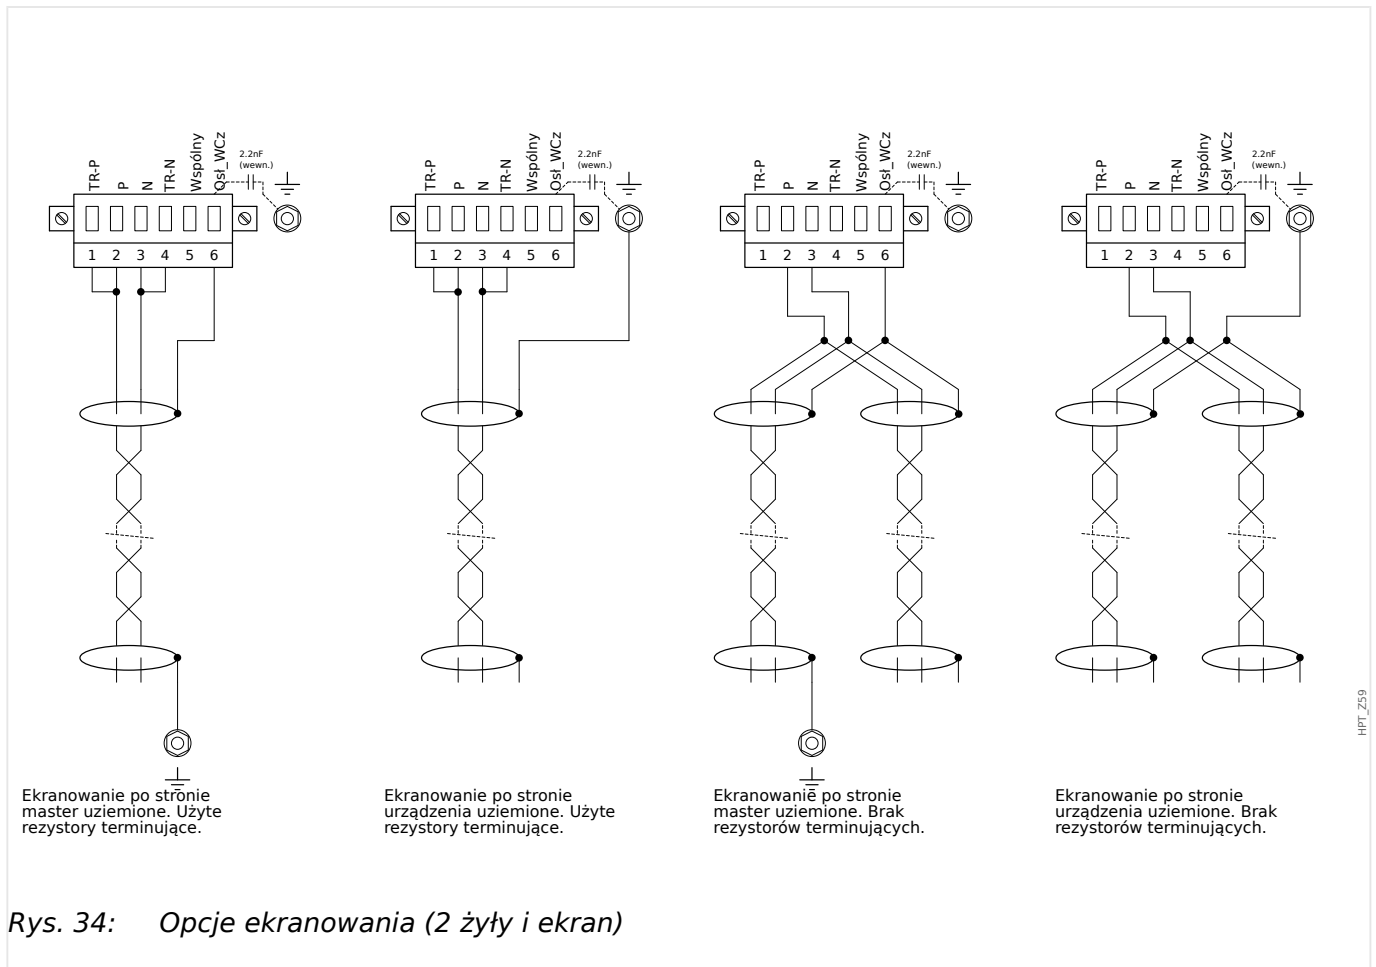 TR-P
P
N
TR-N
Wspólny
Osł_WCz
2.2nF
(wewn.)
1 2 3 4 5 6
TR-P
P
N
TR-N
Wspólny
Osł_WCz
2.2nF
(wewn.)
1 2 3 4 5 6
TR-P
P
N
TR-N
Wspólny
Osł_WCz
2.2nF
(wewn.)
1 2 3 4 5 6
TR-P
P
N
TR-N
Wspólny
Osł_WCz
2.2nF
(wewn.)
1 2 3 4 5 6
HPT_Z59
Ekranowanie po stronie
master uziemione. Użyte
rezystory terminujące.
Ekranowanie po stronie
urządzenia uziemione. Użyte
rezystory terminujące.
Ekranowanie po stronie
master uziemione. Brak
rezystorów terminujących.
Ekranowanie po stronie
urządzenia uziemione. Brak
rezystorów terminujących.
Rys. 34: Opcje ekranowania (2 żyły i ekran)